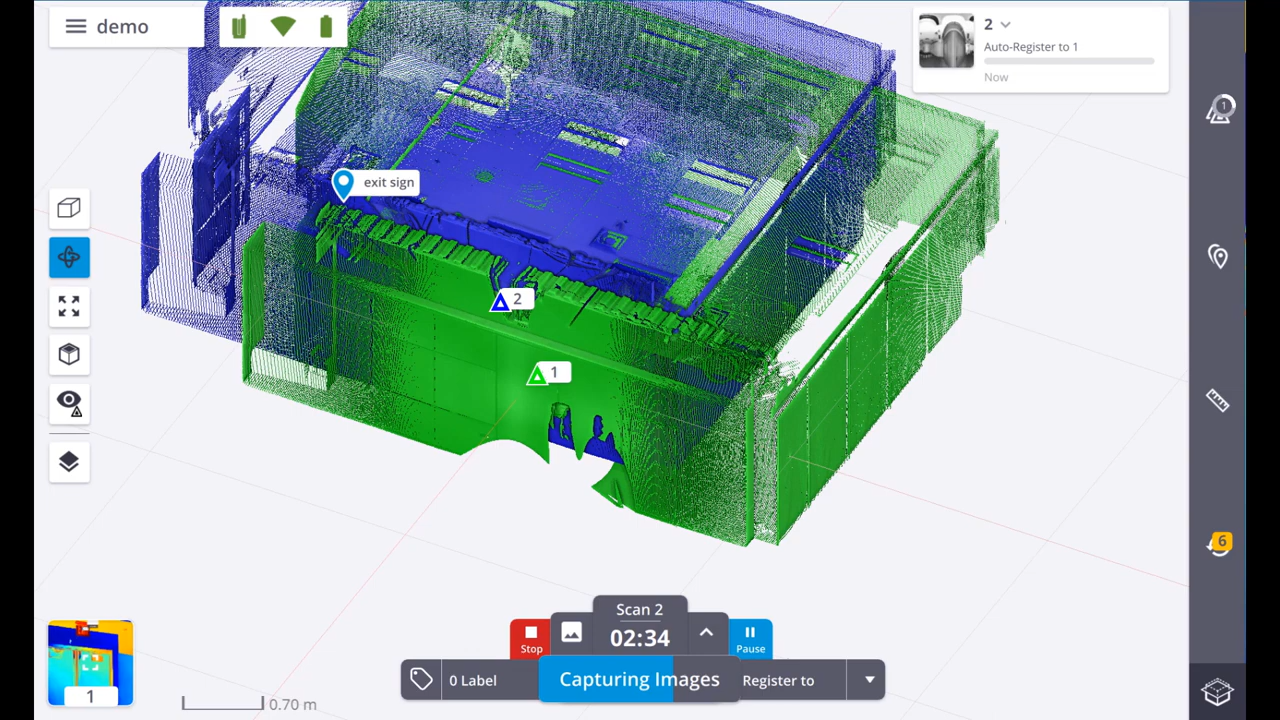 demo
2
Auto-Register to 1
Now
1
exit sign
2
1
6
Scan 2
02:34
Stop
Pause
0 Label
Capturing Images
Register to
1
0.70 m